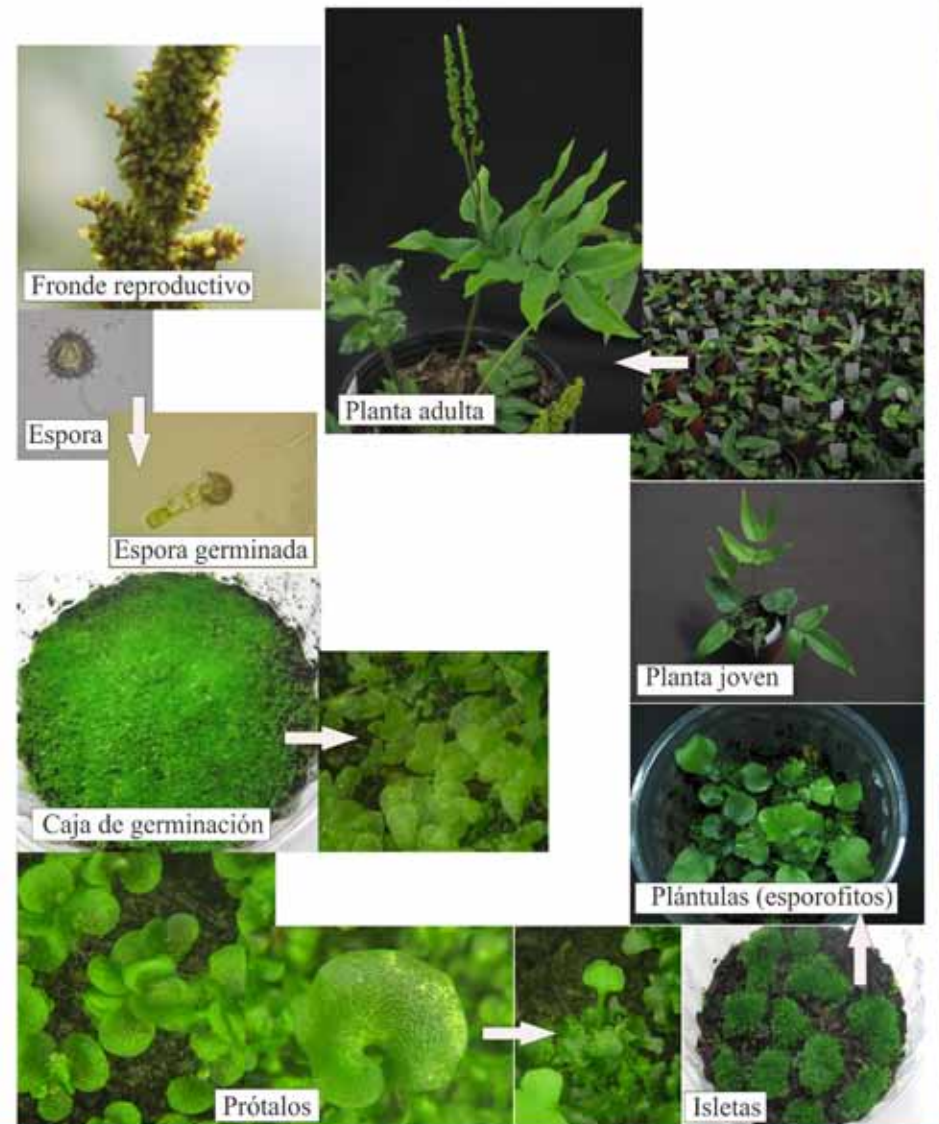 Fronde reproductivo
Espora
Espora germinada
Caja de germinación
Prótalos
Isletas
Plántulas (esporofitos)
Planta joven
Planta adulta